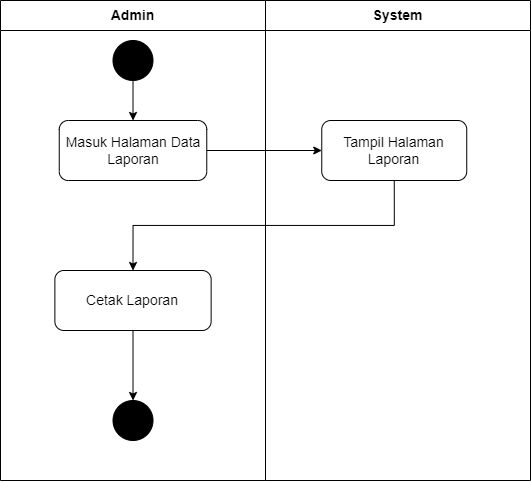 Admin
System
Masuk Halaman Data
Laporan
Tampil Halaman
Laporan
Cetak Laporan